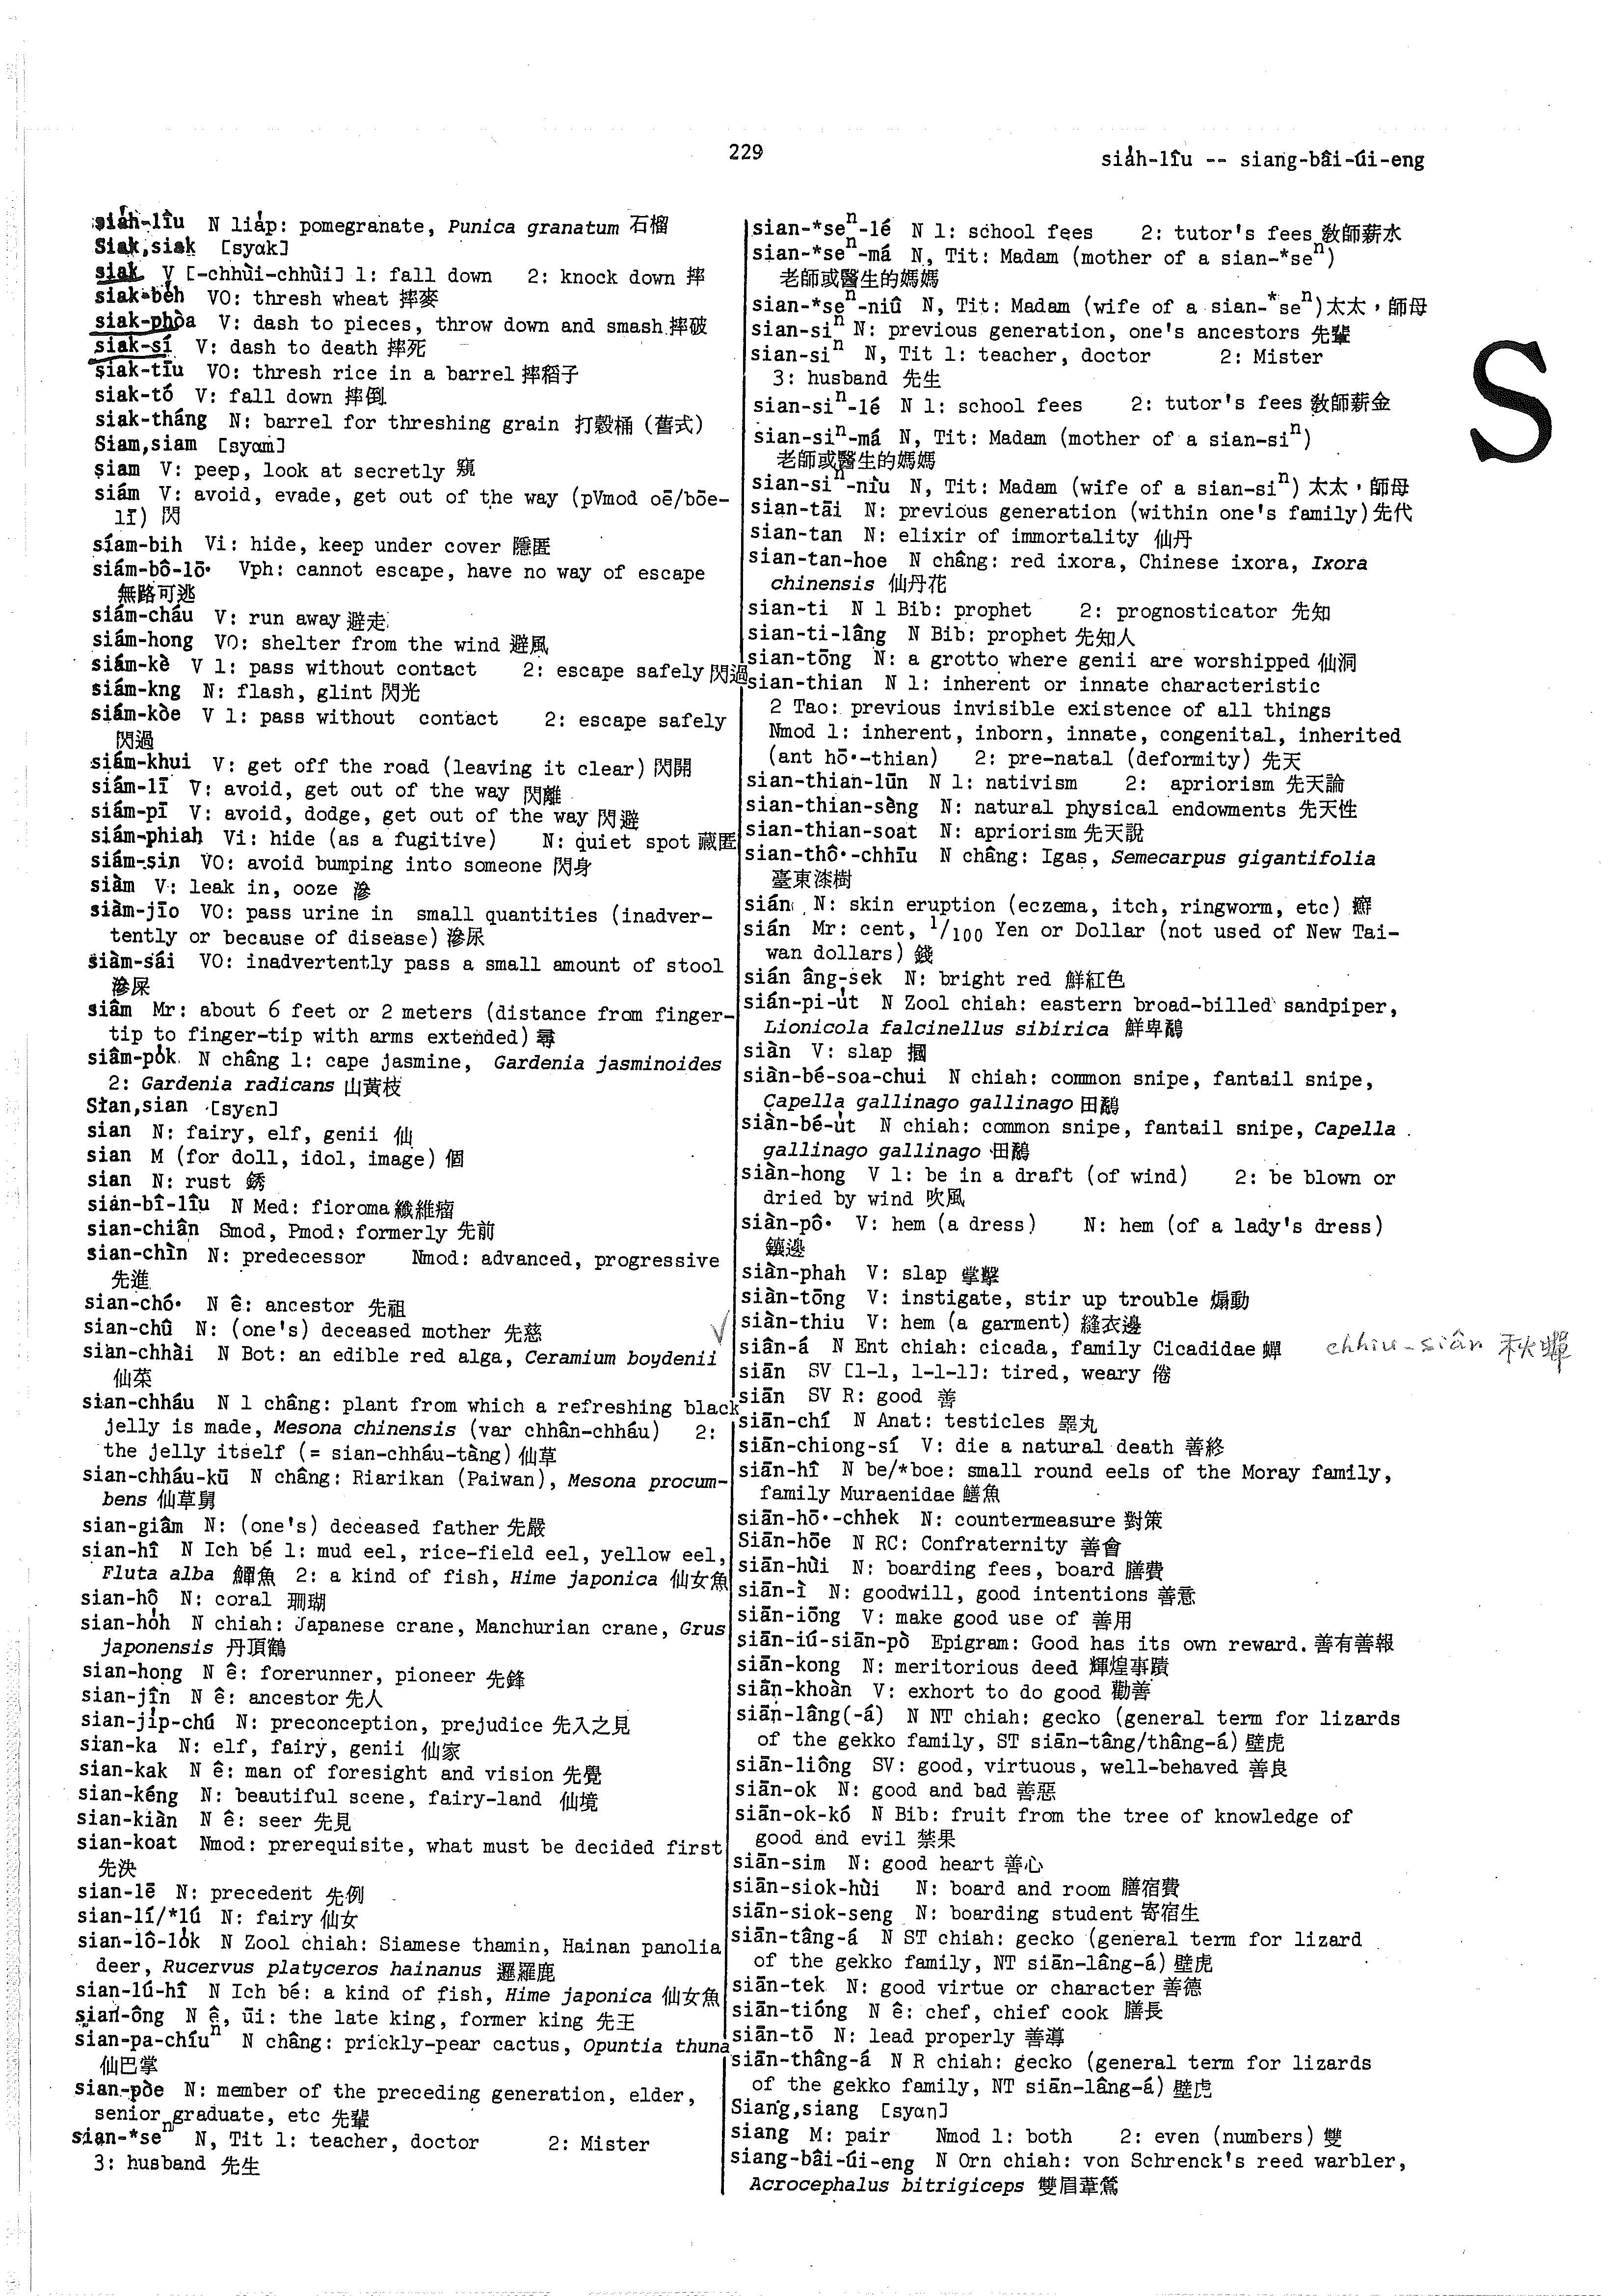 229
sia̍h-lîu -- siang-bâi-úi-eng
sia̍h-lîu N lia̍p: pomegranate, Punica granatum 石榴
Siak,siak [syɑk]
siak V [-chhùi-chhùi] 1: fall down 2: knock down 摔
siak-be̍h VO: thresh wheat 摔麥
siak-phòa V: dash to pieces, throw down and smash 摔破
siak-sí V: dash to death 摔死
siak-tīu VO: thresh rice in a barrel 摔稻子
siak-tó V: fall down 摔倒
siak-tháng N: barrel for threshing grain 打穀桶 (舊式)
Siam,siam [syɑm]
siam V: peep, look at secretly 窺
siám V: avoid, evade, get out of the way (pVmod oē/bōe-
lī) 閃
síam-bih Vi: hide, keep under cover 隱匿
siám-bô-lō· Vph: cannot escape, have no way of escape
無路可逃
siám-cháu V: run away 避走
siám-hong VO: shelter from the wind 避風
siám-kè V 1: pass without contact 2: escape safely 閃過
siám-kng N: flash, glint 閃光
siám-kòe V 1: pass without contact 2: escape safely
閃過
siám-khui V: get off the road (leaving it clear) 閃開
siám-lī V: avoid, get out of the way 閃離
siám-pī V: avoid, dodge, get out of the way 閃避
siám-phiah Vi: hide (as a fugitive) N: quiet spot 藏匿
siám-sin VO: avoid bumping into someone 閃身
siàm V: leak in, ooze 滲
siàm-jīo VO: pass urine in small quantities (inadver-
tently or because of disease) 滲尿
siàm-sái VO: inadvertently pass a small amount of stool
滲屎
siâm Mr: about 6 feet or 2 meters (distance from finger-
tip to finger-tip with arms extended) 尋
siâm-po̍k N châng 1: cape jasmine, Gardenia jasminoides
2: Gardenia radicans 山黃枝
Sian,sian [syɛn]
sian N: fairy, elf, genii 仙
sian M (for doll, idol, image) 個
sian N: rust 銹
sian-bî-lîu N Med: fioroma 纖維瘤
sian-chiân Smod, Pmod: formerly 先前
sian-chìn N: predecessor Nmod: advanced, progressive
先進
sian-chó· N ê: ancestor 先祖
sian-chû N: (one's) deceased mother 先慈
sian-chhài N Bot: an edible red alga, Ceramium boydenii
仙菜
sian-chháu N 1 châng: plant from which a refreshing black
jelly is made, Mesona chinensis (var chhân-chháu) 2:
the jelly itself (= sian-chháu-tàng) 仙草
sian-chháu-kū N châng: Riarikan (Paiwan), Mesona procum-
bens 仙草舅
sian-giâm N: (one's) deceased father 先嚴
sian-hî N Ich bé 1: mud eel, rice-field eel, yellow eel,
Fluta alba 鱓魚 2: a kind of fish, Hime japonica 仙女魚
sian-hô N: coral 珊瑚
sian-ho̍h N chiah: Japanese crane, Manchurian crane, Grus
japonensis 丹頂鶴
sian-hong N ê: forerunner, pioneer 先鋒
sian-jîn N ê: ancestor 先人
sian-ji̍p-chú N: preconception, prejudice 先入之見
sian-ka N: elf, fairy, genii 仙家
sian-kak N ê: man of foresight and vision 先覺
sian-kéng N: beautiful scene, fairy-land 仙境
sian-kiàn N ê: seer 先見
sian-koat Nmod: prerequisite, what must be decided first
先決
sian-lē N: precedent 先例
sian-lí/*lú N: fairy 仙女
sian-lô-lo̍k N Zool chiah: Siamese thamin, Hainan panolia
deer, Rucervus platyceros hainanus 暹羅鹿
sian-lú-hî N Ich bé: a kind of fish, Hime japonica 仙女魚
sian-ông N ê, ūi: the late king, former king 先王
sian-pa-chíuⁿ N châng: prickly-pear cactus, Opuntia thuna
仙巴掌
sian-pòe N: member of the preceding generation, elder,
senior graduate, etc 先輩
sian-*seⁿ N, Tit 1: teacher, doctor 2: Mister
3: husband 先生
sian-*seⁿ-lé N 1: school fees 2: tutor's fees 敎師薪水
sian-*seⁿ-má N, Tit: Madam (mother of a sian-*seⁿ)
老師或醫生的媽媽
sian-*seⁿ-niû N, Tit: Madam (wife of a sian-*seⁿ) 太太，師母
sian-siⁿ N: previous generation, one's ancestors 先輩
sian-siⁿ N, Tit 1: teacher, doctor 2: Mister
3: husband 先生
sian-siⁿ-lé N 1: school fees 2: tutor's fees 敎師薪金
sian-siⁿ-má N, Tit: Madam (mother of a sian-siⁿ)
老師或醫生的媽媽
sian-siⁿ-nîu N, Tit: Madam (wife of a sian-siⁿ) 太太，師母
sian-tāi N: previous generation (within one's family) 先代
sian-tan N: elixir of immortality 仙丹
sian-tan-hoe N châng: red ixora, Chinese ixora, Ixora
chinensis 仙丹花
sian-ti N 1 Bib: prophet 2: prognosticator 先知
sian-ti-lâng N Bib: prophet 先知人
sian-tōng N: a grotto where genii are worshipped 仙洞
sian-thian N 1: inherent or innate characteristic
2 Tao: previous invisible existence of all things
Nmod 1: inherent, inborn, innate, congenital, inherited
(ant hō·-thian) 2: pre-natal (deformity) 先天
sian-thian-lūn N 1: nativism 2: apriorism 先天論
sian-thian-sèng N: natural physical endowments 先天性
sian-thian-soat N: apriorism 先天說
sian-thô·-chhīu N châng: Igas, Semecarpus gigantifolia
臺東漆樹
sián N: skin eruption (eczema, itch, ringworm, etc) 癬
sián Mr: cent, 1/100 Yen or Dollar (not used of New Tai-
wan dollars) 錢
sián âng-sek N: bright red 鮮紅色
sián-pi-u̍t N Zool chiah: eastern broad-billed sandpiper,
Lionicola falcinellus sibirica 鮮卑鷸
siàn V: slap 摑
siàn-bé-soa-chui N chiah: common snipe, fantail snipe,
Capella gallinago gallinago 田鷸
siàn-bé-u̍t N chiah: common snipe, fantail snipe, Capella
gallinago gallinago 田鷸
siàn-hong V 1: be in a draft (of wind) 2: be blown or
dried by wind 吹風
siàn-pô· V: hem (a dress) N: hem (of a lady's dress)
鑲邊
siàn-phah V: slap 掌擊
siàn-tōng V: instigate, stir up trouble 煽動
siàn-thiu V: hem (a garment) 縫衣邊
siân-á N Ent chiah: cicada, family Cicadidae 蟬 chhiu-siân 秋蟬
siān SV [1-1, 1-1-1]: tired, weary 倦
siān SV R: good 善
siān-chí N Anat: testicles 睪丸
siān-chiong-sí V: die a natural death 善終
siān-hî N be/*boe: small round eels of the Moray family,
family Muraenidae 鱔魚
siān-hō·-chhek N: countermeasure 對策
Siān-hōe N RC: Confraternity 善會
siān-hùi N: boarding fees, board 膳費
siān-ì N: goodwill, good intentions 善意
siān-iōng V: make good use of 善用
siān-iú-siān-pò Epigram: Good has its own reward. 善有善報
siān-kong N: meritorious deed 輝煌事蹟
siān-khoàn V: exhort to do good 勸善
siān-lâng(-á) N NT chiah: gecko (general term for lizards
of the gekko family, ST siān-tâng/thâng-á) 壁虎
siān-liông SV: good, virtuous, well-behaved 善良
siān-ok N: good and bad 善惡
siān-ok-kó N Bib: fruit from the tree of knowledge of
good and evil 禁果
siān-sim N: good heart 善心
siān-siok-hùi N: board and room 膳宿費
siān-siok-seng N: boarding student 寄宿生
siān-tâng-á N ST chiah: gecko (general term for lizard
of the gekko family, NT siān-lâng-á) 壁虎
siān-tek N: good virtue or character 善德
siān-tióng N ê: chef, chief cook 膳長
siān-tō N: lead properly 善導
siān-thâng-á N R chiah: gecko (general term for lizards
of the gekko family, NT siān-lâng-á) 壁虎
Siang,siang [syɑŋ]
siang M: pair Nmod 1: both 2: even (numbers) 雙
siang-bâi-úi-eng N Orn chiah: von Schrenck's reed warbler,
Acrocephalus bitrigiceps 雙眉葦鶯
S